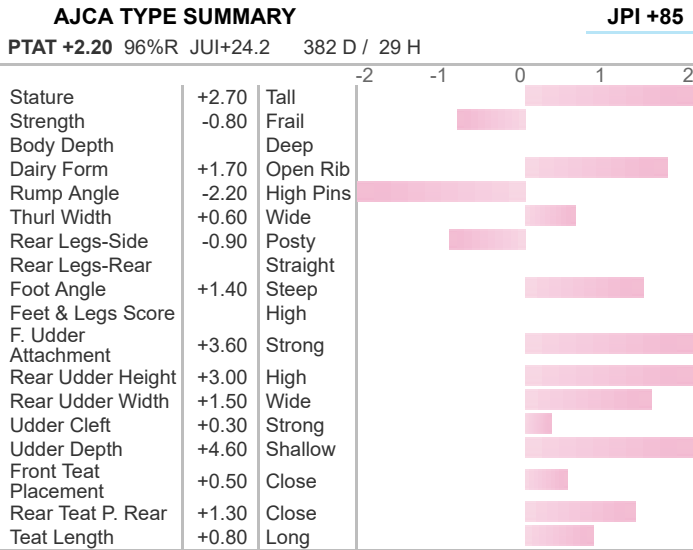 AJCA TYPE SUMMARY JPI +85
PTAT +2.20 96%R JUI+24.2 382 D / 29 H
-2 -1 0 1 2
Stature +2.70 Tall
Strength -0.80 Frail
Body Depth Deep
Dairy Form +1.70 Open Rib
Rump Angle -2.20 High Pins
Thurl Width +0.60 Wide
Rear Legs-Side -0.90 Posty
Rear Legs-Rear Straight
Foot Angle +1.40 Steep
Feet & Legs Score High
F. Udder
Attachment +3.60 Strong
Rear Udder Height +3.00 High
Rear Udder Width +1.50 Wide
Udder Cleft +0.30 Strong
Udder Depth +4.60 Shallow
Front Teat
Placement +0.50 Close
Rear Teat P. Rear +1.30 Close
Teat Length +0.80 Long